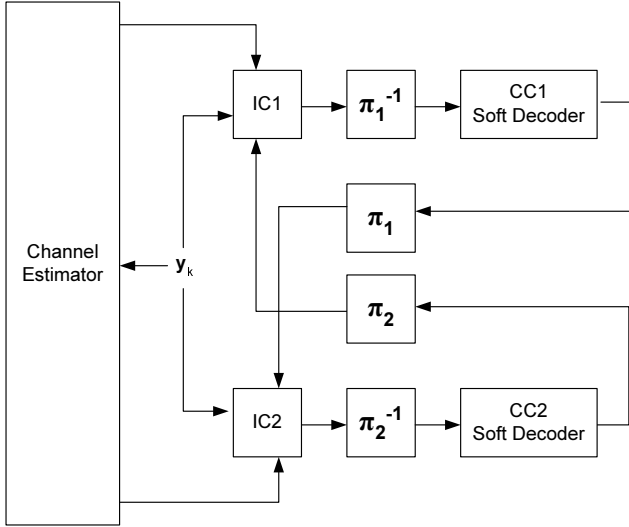 IC1
π₁⁻¹
CC1
Soft Decoder
π₁
Channel
Estimator
yₖ
π₂
IC2
π₂⁻¹
CC2
Soft Decoder